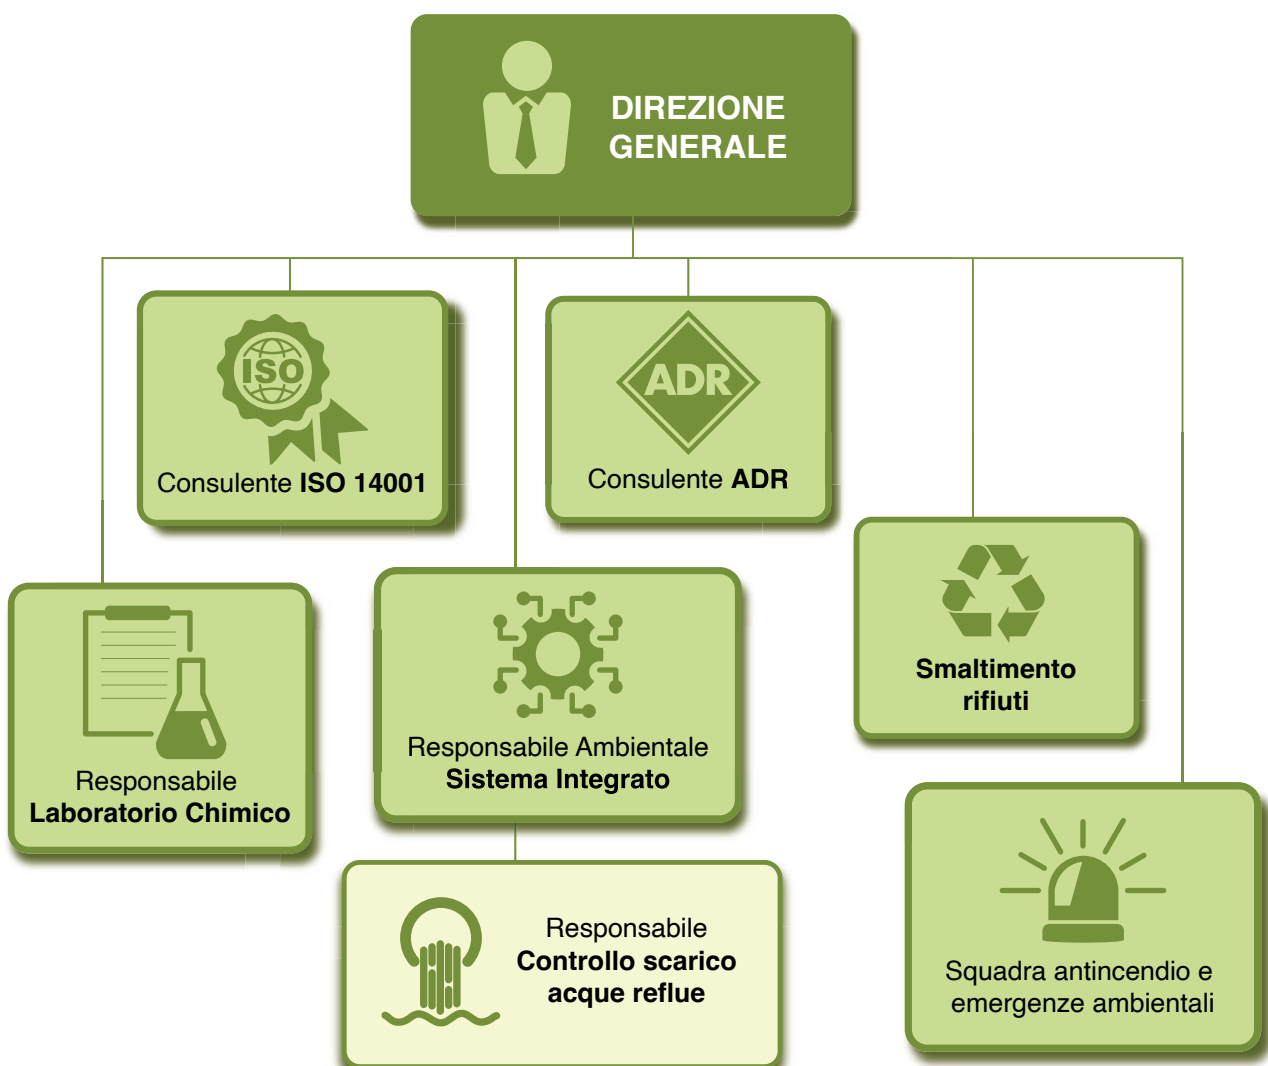 DIREZIONE
GENERALE
ISO
Consulente ISO 14001
ADR
Consulente ADR
Smaltimento
rifiuti
Responsabile
Laboratorio Chimico
Responsabile Ambientale
Sistema Integrato
Responsabile
Controllo scarico
acque reflue
Squadra antincendio e
emergenze ambientali